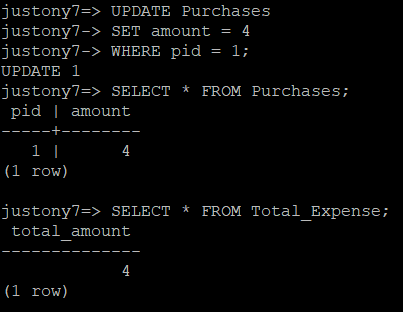 justony7=> UPDATE Purchases
justony7-> SET amount = 4
justony7-> WHERE pid = 1;
UPDATE 1
justony7=> SELECT * FROM Purchases;
 pid | amount
-----+--------
   1 |      4
(1 row)

justony7=> SELECT * FROM Total_Expense;
 total_amount
--------------
            4
(1 row)